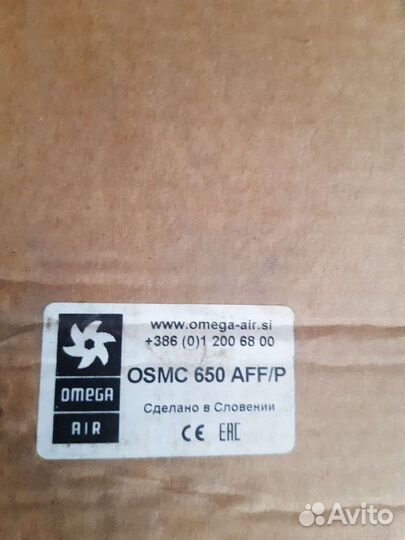 www.omega-air.si
+386 (0)1 200 68 00
OSMC 650 AFF/P
OMEGA
AIR
Сделано в Словении
CE EAC
Avito